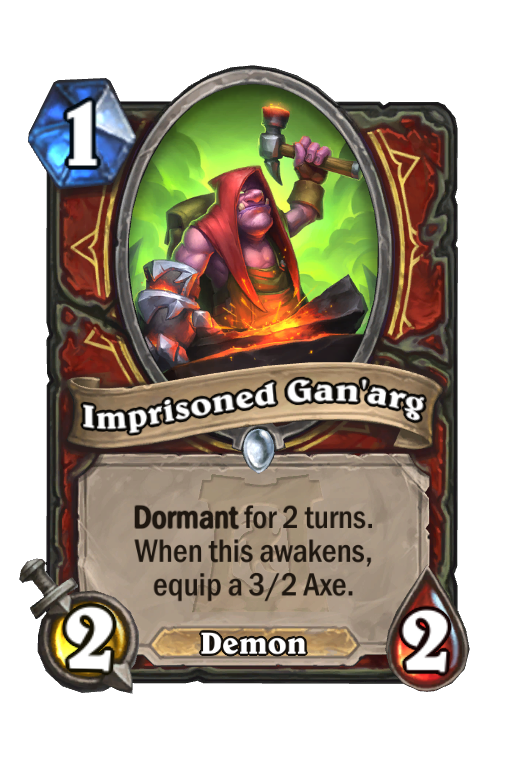 1
Imprisoned Gan'arg
Dormant for 2 turns.
When this awakens,
equip a 3/2 Axe.
2
Demon
2